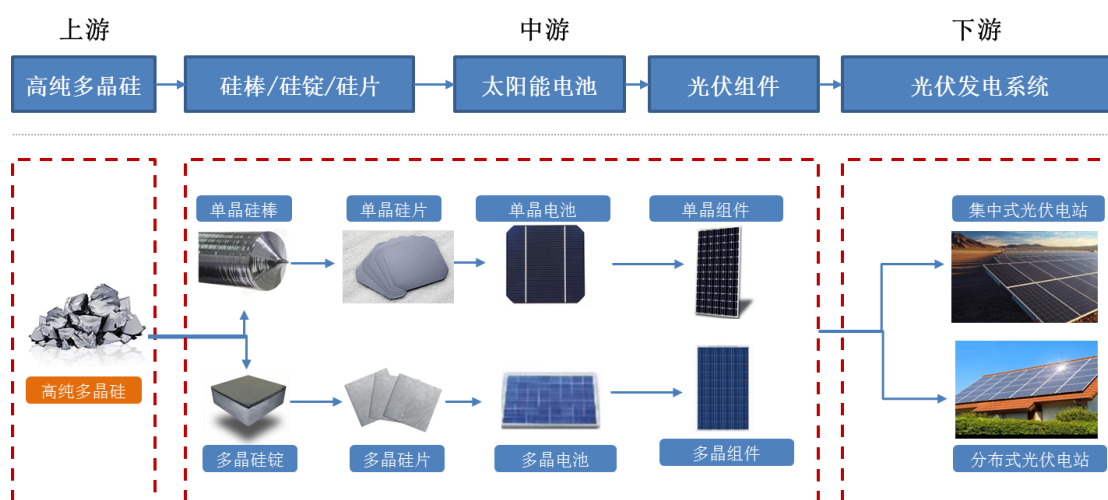 上游
中游
下游
高纯多晶硅
硅棒/硅锭/硅片
太阳能电池
光伏组件
光伏发电系统
单晶硅棒
单晶硅片
单晶电池
单晶组件
集中式光伏电站
高纯多晶硅
多晶硅锭
多晶硅片
多晶电池
多晶组件
分布式光伏电站